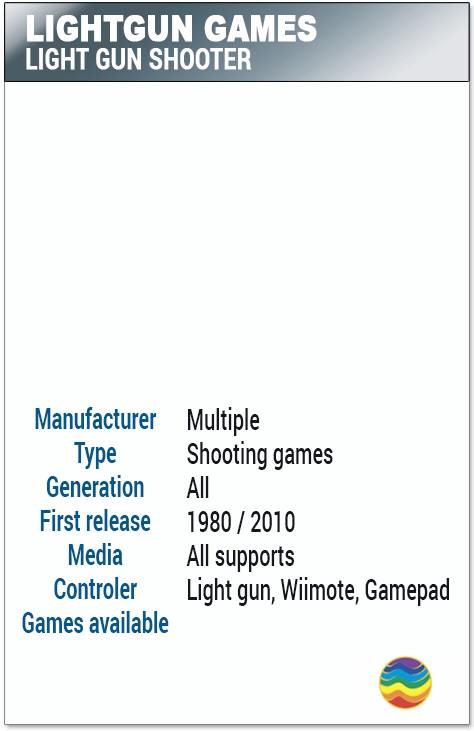 LIGHTGUN GAMES
LIGHT GUN SHOOTER
Manufacturer Multiple
Type Shooting games
Generation All
First release 1980 / 2010
Media All supports
Controler Light gun, Wiimote, Gamepad
Games available